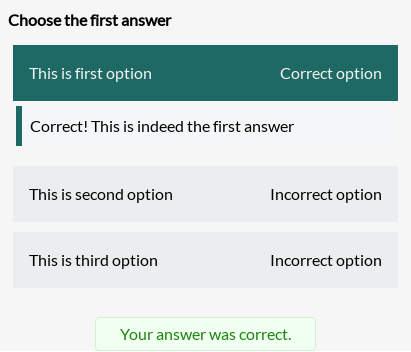 Choose the first answer
This is first option Correct option
Correct! This is indeed the first answer
This is second option Incorrect option
This is third option Incorrect option
Your answer was correct.